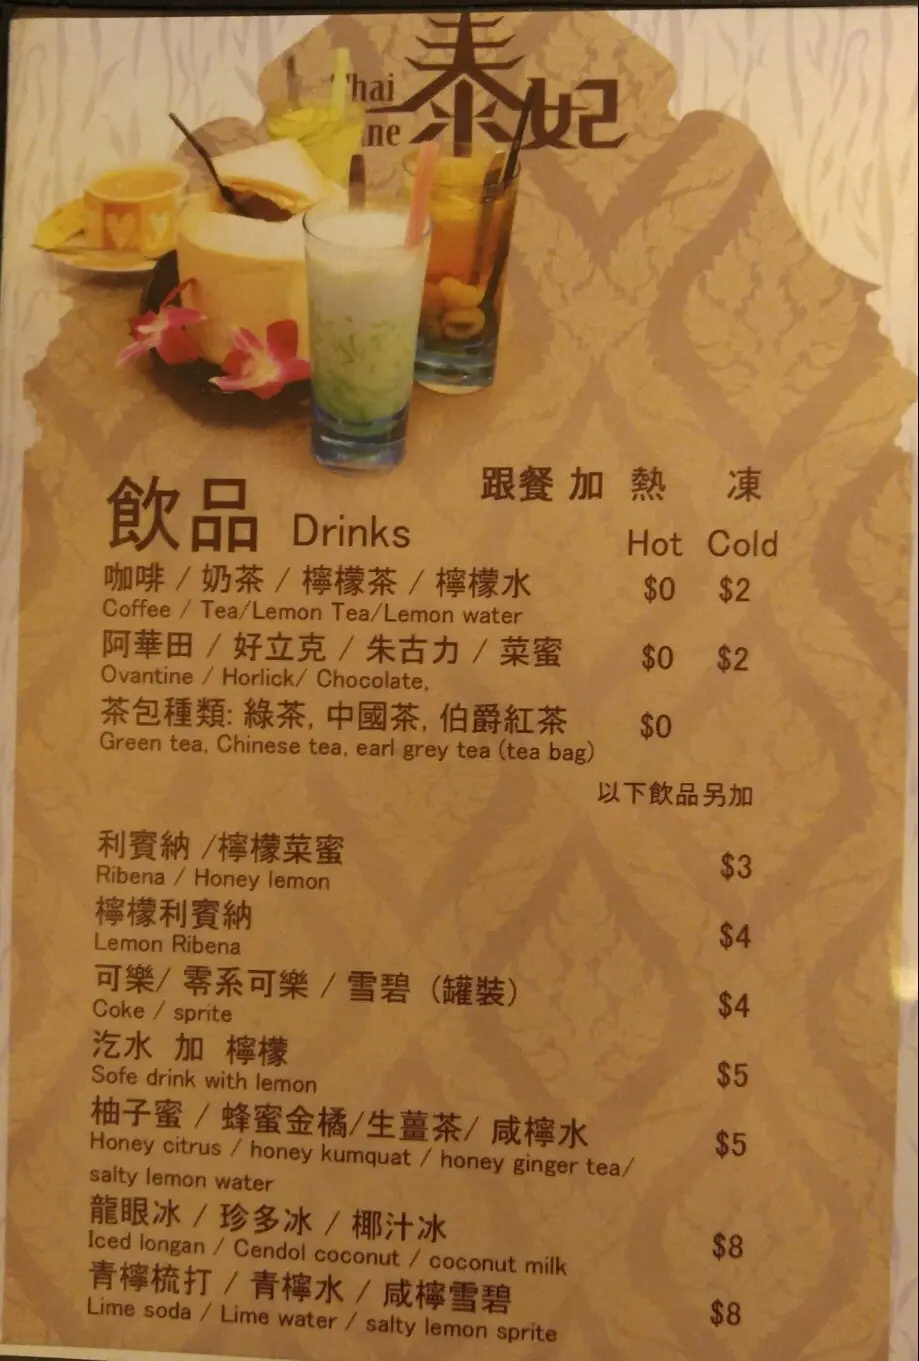 泰妃
Thai
跟餐 加 熱 凍
飲品 Drinks Hot Cold
咖啡 / 奶茶 / 檸檬茶 / 檸檬水 $0 $2
Coffee / Tea/Lemon Tea/Lemon water
阿華田 / 好立克 / 朱古力 / 菜蜜 $0 $2
Ovantine / Horlick/ Chocolate,
茶包種類: 綠茶, 中國茶, 伯爵紅茶 $0
Green tea, Chinese tea, earl grey tea (tea bag)
以下飲品另加
利賓納 /檸檬菜蜜 $3
Ribena / Honey lemon
檸檬利賓納 $4
Lemon Ribena
可樂/ 零系可樂 / 雪碧 (罐裝) $4
Coke / sprite
汔水 加 檸檬 $5
Sofe drink with lemon
柚子蜜 / 蜂蜜金橘/生薑茶/ 咸檸水 $5
Honey citrus / honey kumquat / honey ginger tea/
salty lemon water
龍眼冰 / 珍多冰 / 椰汁冰 $8
Iced longan / Cendol coconut / coconut milk
青檸梳打 / 青檸水 / 咸檸雪碧 $8
Lime soda / Lime water / salty lemon sprite